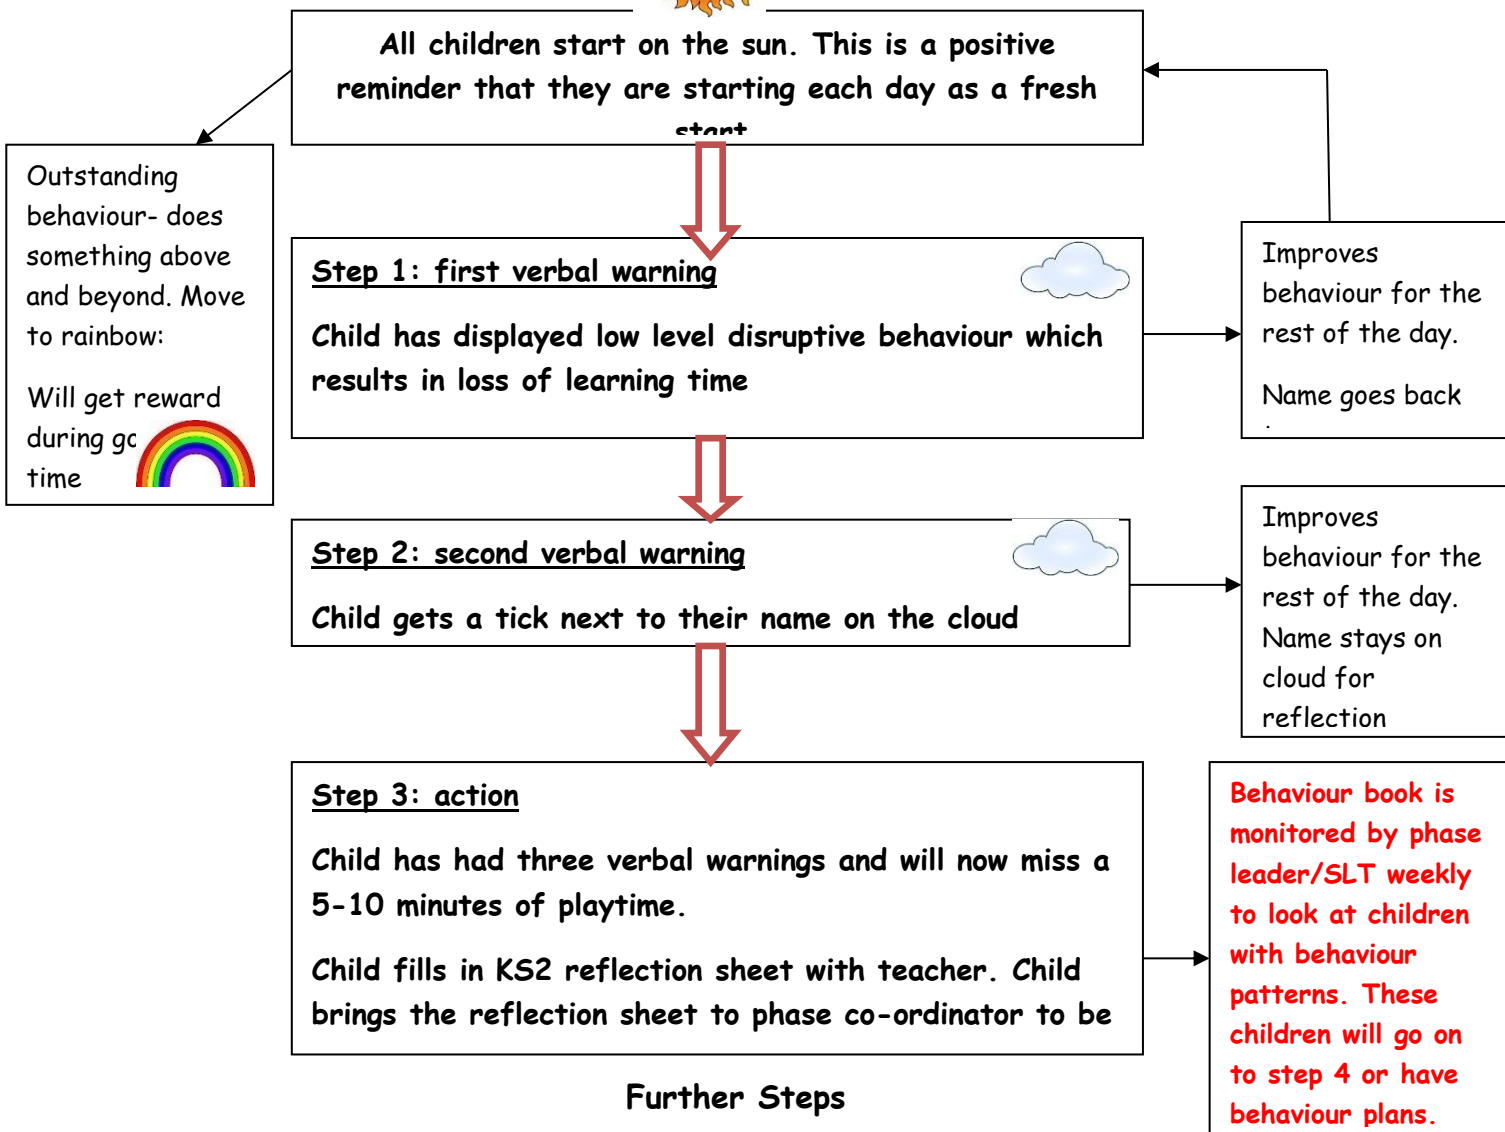 All children start on the sun. This is a positive
reminder that they are starting each day as a fresh
start
Outstanding
behaviour- does
something above
and beyond. Move
to rainbow:
Will get reward
during
time
Step 1: first verbal warning
Child has displayed low level disruptive behaviour which
results in loss of learning time
Improves
behaviour for the
rest of the day.
Name goes back
Step 2: second verbal warning
Child gets a tick next to their name on the cloud
Improves
behaviour for the
rest of the day.
Name stays on
cloud for
reflection
Step 3: action
Child has had three verbal warnings and will now miss a
5-10 minutes of playtime.
Child fills in KS2 reflection sheet with teacher. Child
brings the reflection sheet to phase co-ordinator to be
Behaviour book is
monitored by phase
leader/SLT weekly
to look at children
with behaviour
patterns. These
children will go on
to step 4 or have
behaviour plans.
Further Steps